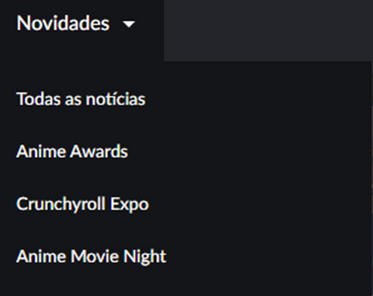 Novidades
Todas as notícias
Anime Awards
Crunchyroll Expo
Anime Movie Night